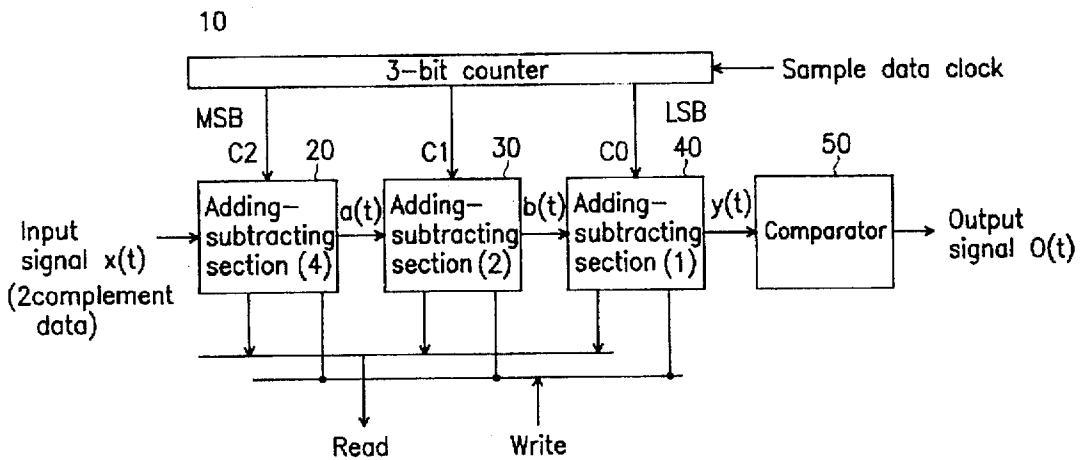 10
3-bit counter
Sample data clock
MSB
LSB
C2
20
C1
30
C0
40
50
Input
signal x(t)
(2complement
data)
Adding-
subtracting
section (4)
a(t)
Adding-
subtracting
section (2)
b(t)
Adding-
subtracting
section (1)
y(t)
Comparator
Output
signal O(t)
Read
Write